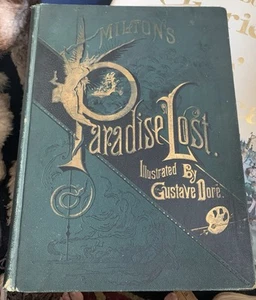 MILTON'S
Paradise Lost.
Illustrated By
Gustave Doré.